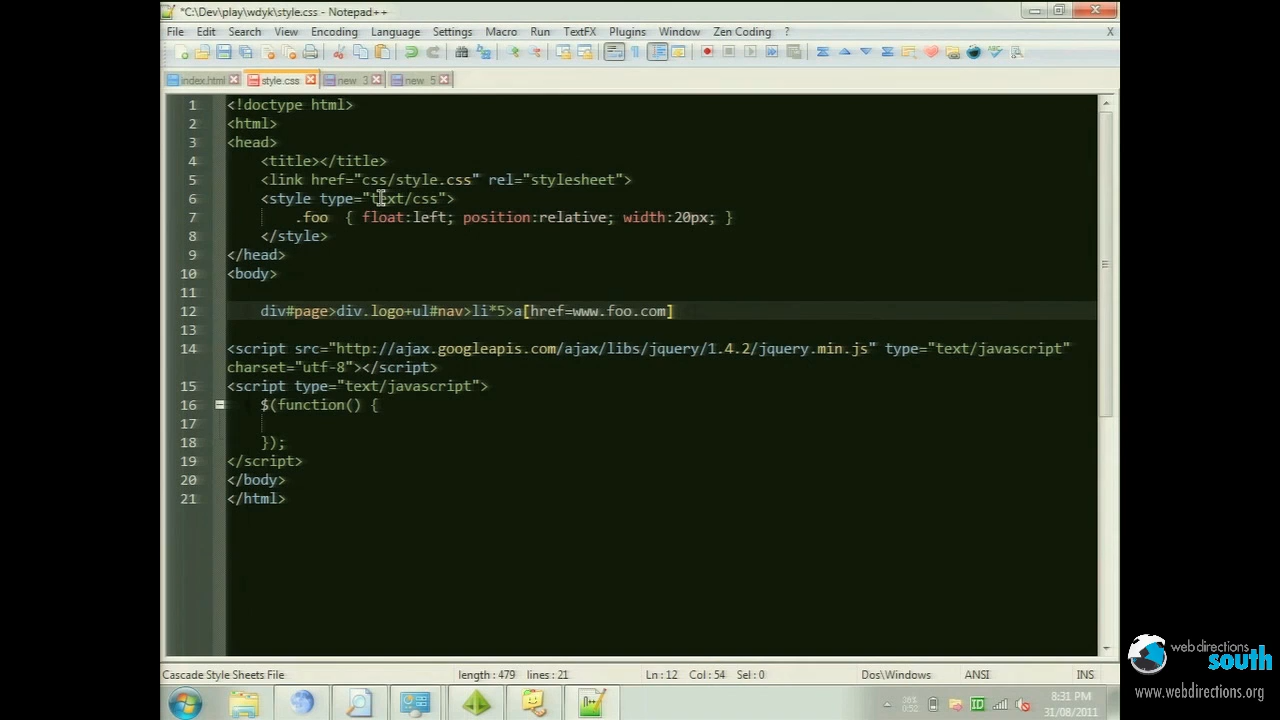 *C:\Dev\play\wdyk\style.css - Notepad++
File Edit Search View Encoding Language Settings Macro Run TextFX Plugins Window Zen Coding ? X
index.html style.css new 3 new 5
1 <!doctype html>
2 <html>
3 <head>
4 <title></title>
5 <link href="css/style.css" rel="stylesheet">
6 <style type="text/css">
7 .foo { float:left; position:relative; width:20px; }
8 </style>
9 </head>
10 <body>
11
12 div#page>div.logo+ul#nav>li*5>a[href=www.foo.com]
13
14 <script src="http://ajax.googleapis.com/ajax/libs/jquery/1.4.2/jquery.min.js" type="text/javascript"
charset="utf-8"></script>
15 <script type="text/javascript">
16 $(function() {
17
18 });
19 </script>
20 </body>
21 </html>
Cascade Style Sheets File length : 479 lines : 21 Ln : 12 Col : 54 Sel : 0 Dos\Windows ANSI INS
8:31 PM
31/08/2011
web directions
south
www.webdirections.org